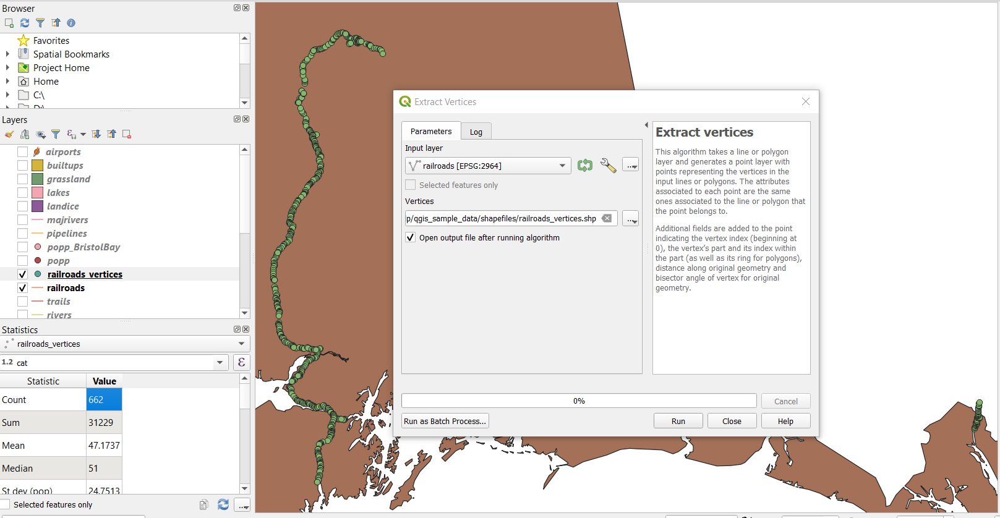 Browser
Favorites
Spatial Bookmarks
Project Home
Home
C:\
D:\
Layers
airports
builtups
grassland
lakes
landice
majrivers
pipelines
popp_BristolBay
popp
railroads_vertices
railroads
trails
rivers
Statistics
railroads_vertices
1.2 cat
ε
Statistic Value
Count 662
Sum 31229
Mean 47.1737
Median 51
St dev (pop) 24.7513
Selected features only
...
Extract Vertices
Parameters
Log
Input layer
railroads [EPSG:2964]
...
Selected features only
Vertices
p/qgis_sample_data/shapefiles/railroads_vertices.shp
...
Open output file after running algorithm
Extract vertices
This algorithm takes a line or polygon
layer and generates a point layer with
points representing the vertices in the
input lines or polygons. The attributes
associated to each point are the same
ones associated to the line or polygon that
the point belongs to.
Additional fields are added to the point
indicating the vertex index (beginning at
0), the vertex's part and its index within
the part (as well as its ring for polygons),
distance along original geometry and
bisector angle of vertex for original
geometry.
0%
Cancel
Run as Batch Process...
Run
Close
Help